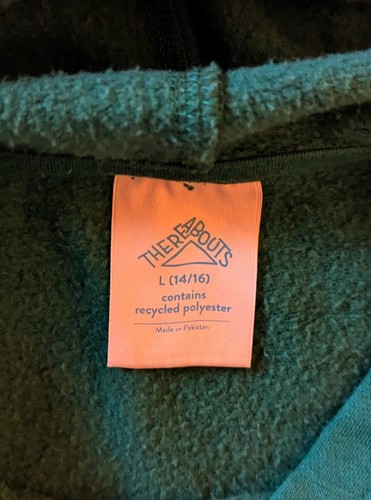 THEREABOUTS
L (14/16)
contains
recycled polyester
Made in Pakistan